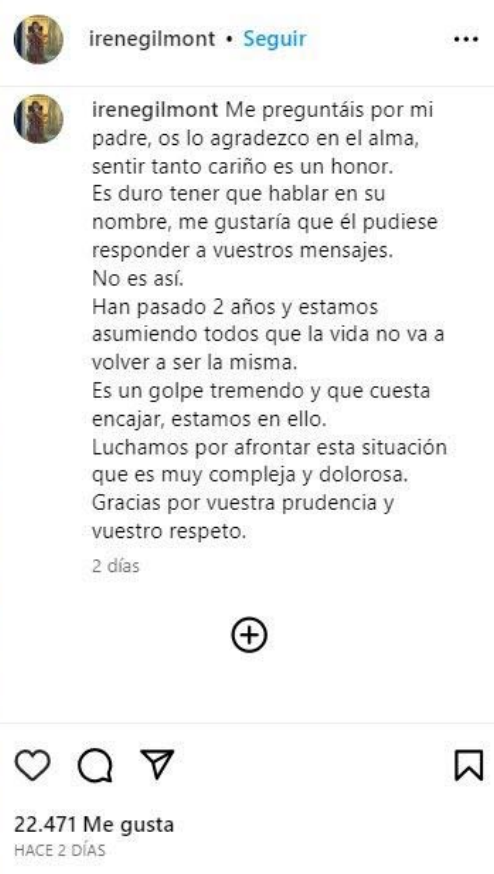 irenegilmont • Seguir
irenegilmont Me preguntáis por mi
padre, os lo agradezco en el alma,
sentir tanto cariño es un honor.
Es duro tener que hablar en su
nombre, me gustaría que él pudiese
responder a vuestros mensajes.
No es así.
Han pasado 2 años y estamos
asumiendo todos que la vida no va a
volver a ser la misma.
Es un golpe tremendo y que cuesta
encajar, estamos en ello.
Luchamos por afrontar esta situación
que es muy compleja y dolorosa.
Gracias por vuestra prudencia y
vuestro respeto.
2 días
22.471 Me gusta
HACE 2 DÍAS